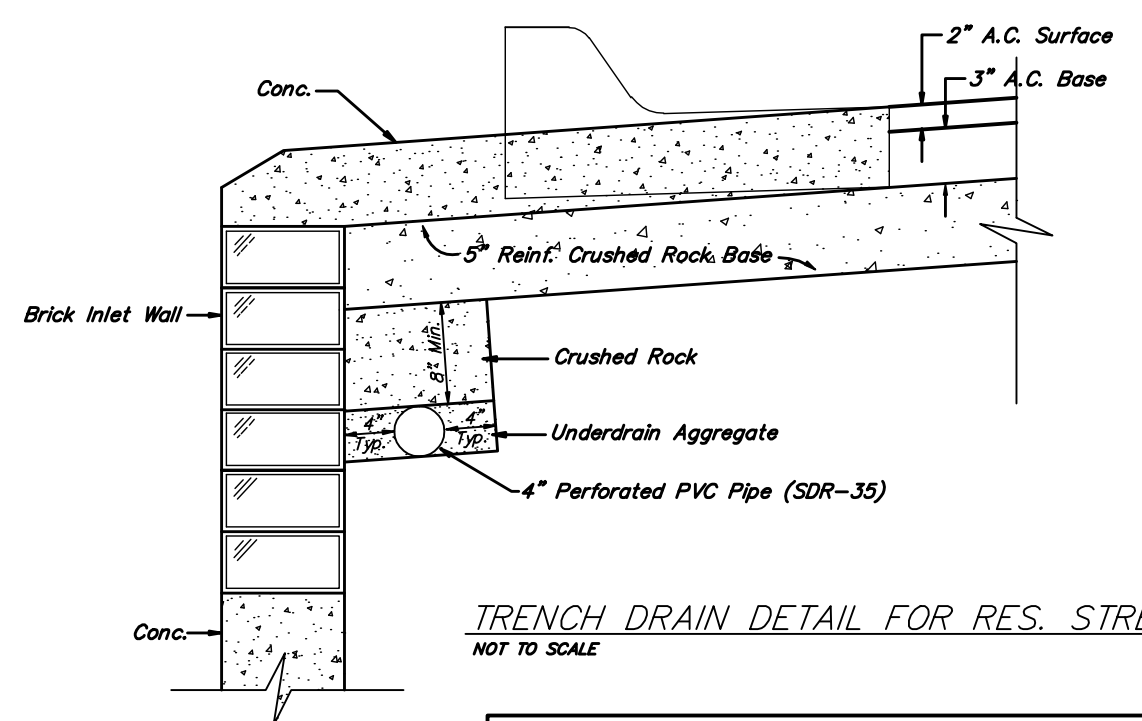 2" A.C. Surface
3" A.C. Base
Conc.
5" Reinf. Crushed Rock Base
Brick Inlet Wall
8" Min.
Crushed Rock
4"
Typ.
4"
Typ.
Underdrain Aggregate
4" Perforated PVC Pipe (SDR-35)
Conc.
TRENCH DRAIN DETAIL FOR RES. STRE
NOT TO SCALE